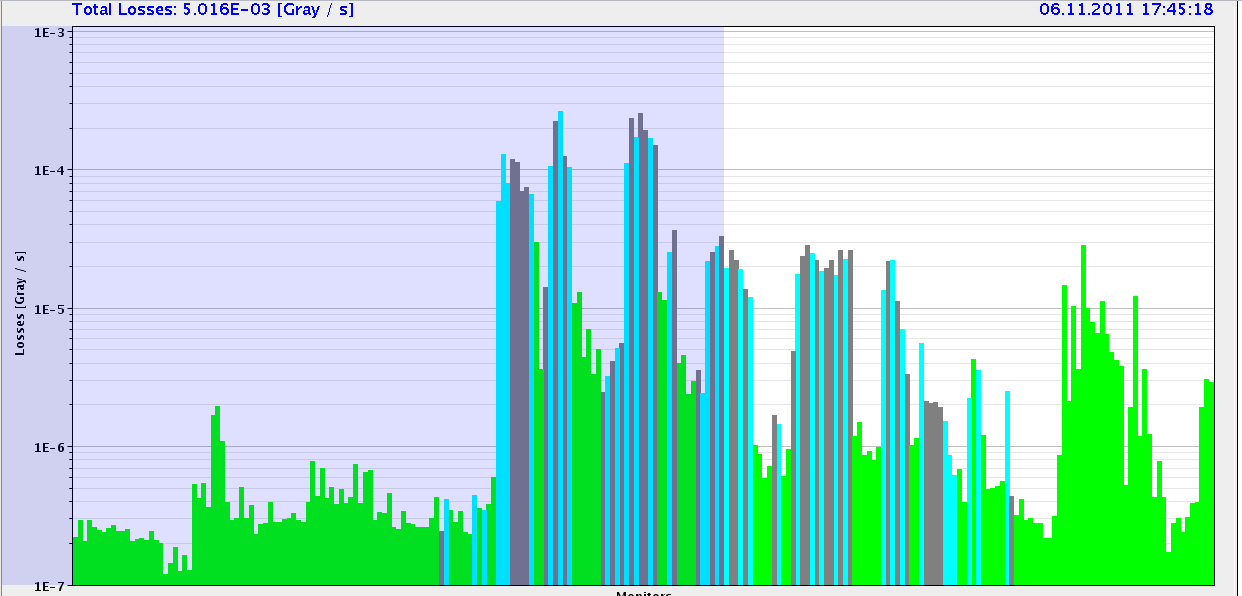 Total Losses: 5.016E-03 [Gray / s]
06.11.2011 17:45:18
1E-3
1E-4
Losses [Gray / s]
1E-5
1E-6
1E-7
Monitors